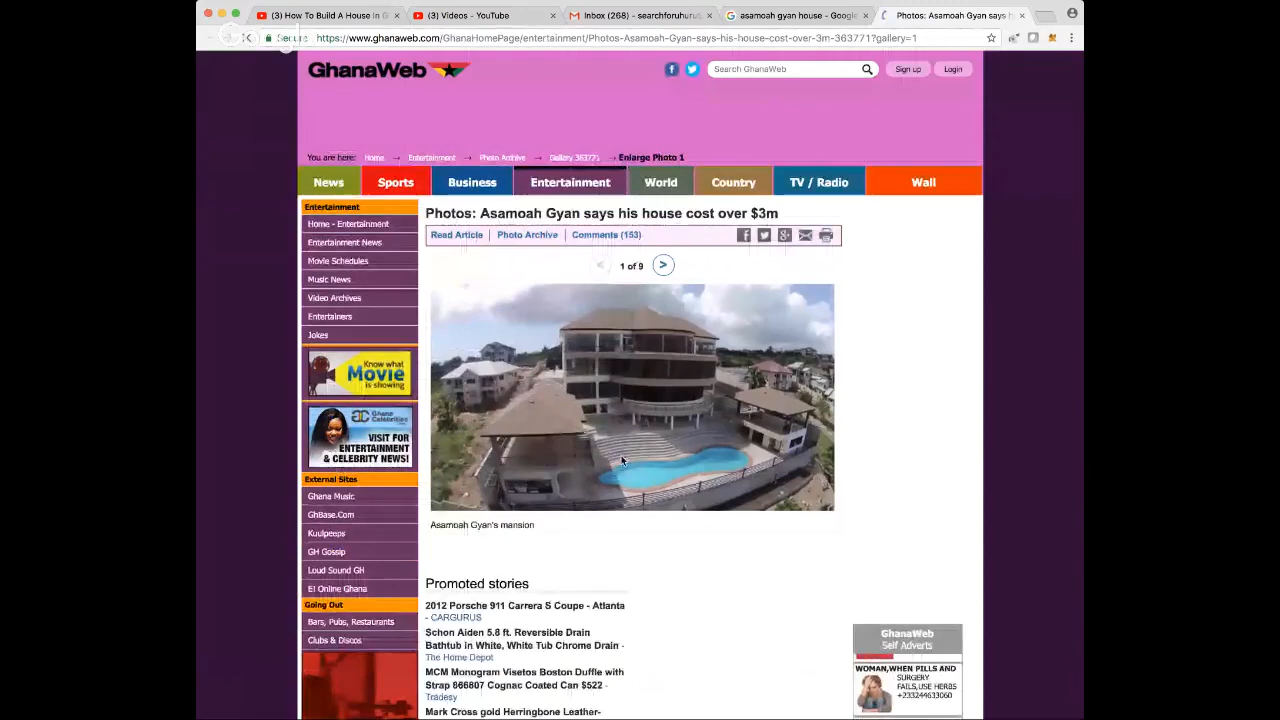 (3) How To Build A House In G
(3) Videos - YouTube
Inbox (268) - searchforuhuru
asamoah gyan house - Google
Photos: Asamoah Gyan says h
Secure
https://www.ghanaweb.com/GhanaHomePage/entertainment/Photos-Asamoah-Gyan-says-his-house-cost-over-3m-363771?gallery=1
GhanaWeb
Search GhanaWeb
Sign up
Login
You are here: Home → Entertainment → Photo Archive → Gallery 363771 → Enlarge Photo 1
News
Sports
Business
Entertainment
World
Country
TV / Radio
Wall
Entertainment
Home - Entertainment
Entertainment News
Movie Schedules
Music News
Video Archives
Entertainers
Jokes
Know what
Movie
is showing
Ghana
Celebrities
VISIT FOR
ENTERTAINMENT
& CELEBRITY NEWS!
External Sites
Ghana Music
GhBase.Com
Kuulpeeps
GH Gossip
Loud Sound GH
E! Online Ghana
Going Out
Bars, Pubs, Restaurants
Clubs & Discos
Photos: Asamoah Gyan says his house cost over $3m
Read Article
Photo Archive
Comments (153)
1 of 9
Asamoah Gyan's mansion
Promoted stories
2012 Porsche 911 Carrera S Coupe - Atlanta
- CARGURUS
Schon Aiden 5.8 ft. Reversible Drain
Bathtub in White, White Tub Chrome Drain -
The Home Depot
MCM Monogram Visetos Boston Duffle with
Strap 866807 Cognac Coated Can $522 -
Tradesy
Mark Cross gold Herringbone Leather-
GhanaWeb
Self Adverts
WOMAN,WHEN PILLS AND
SURGERY
FAILS,USE HERBS
+233244633060